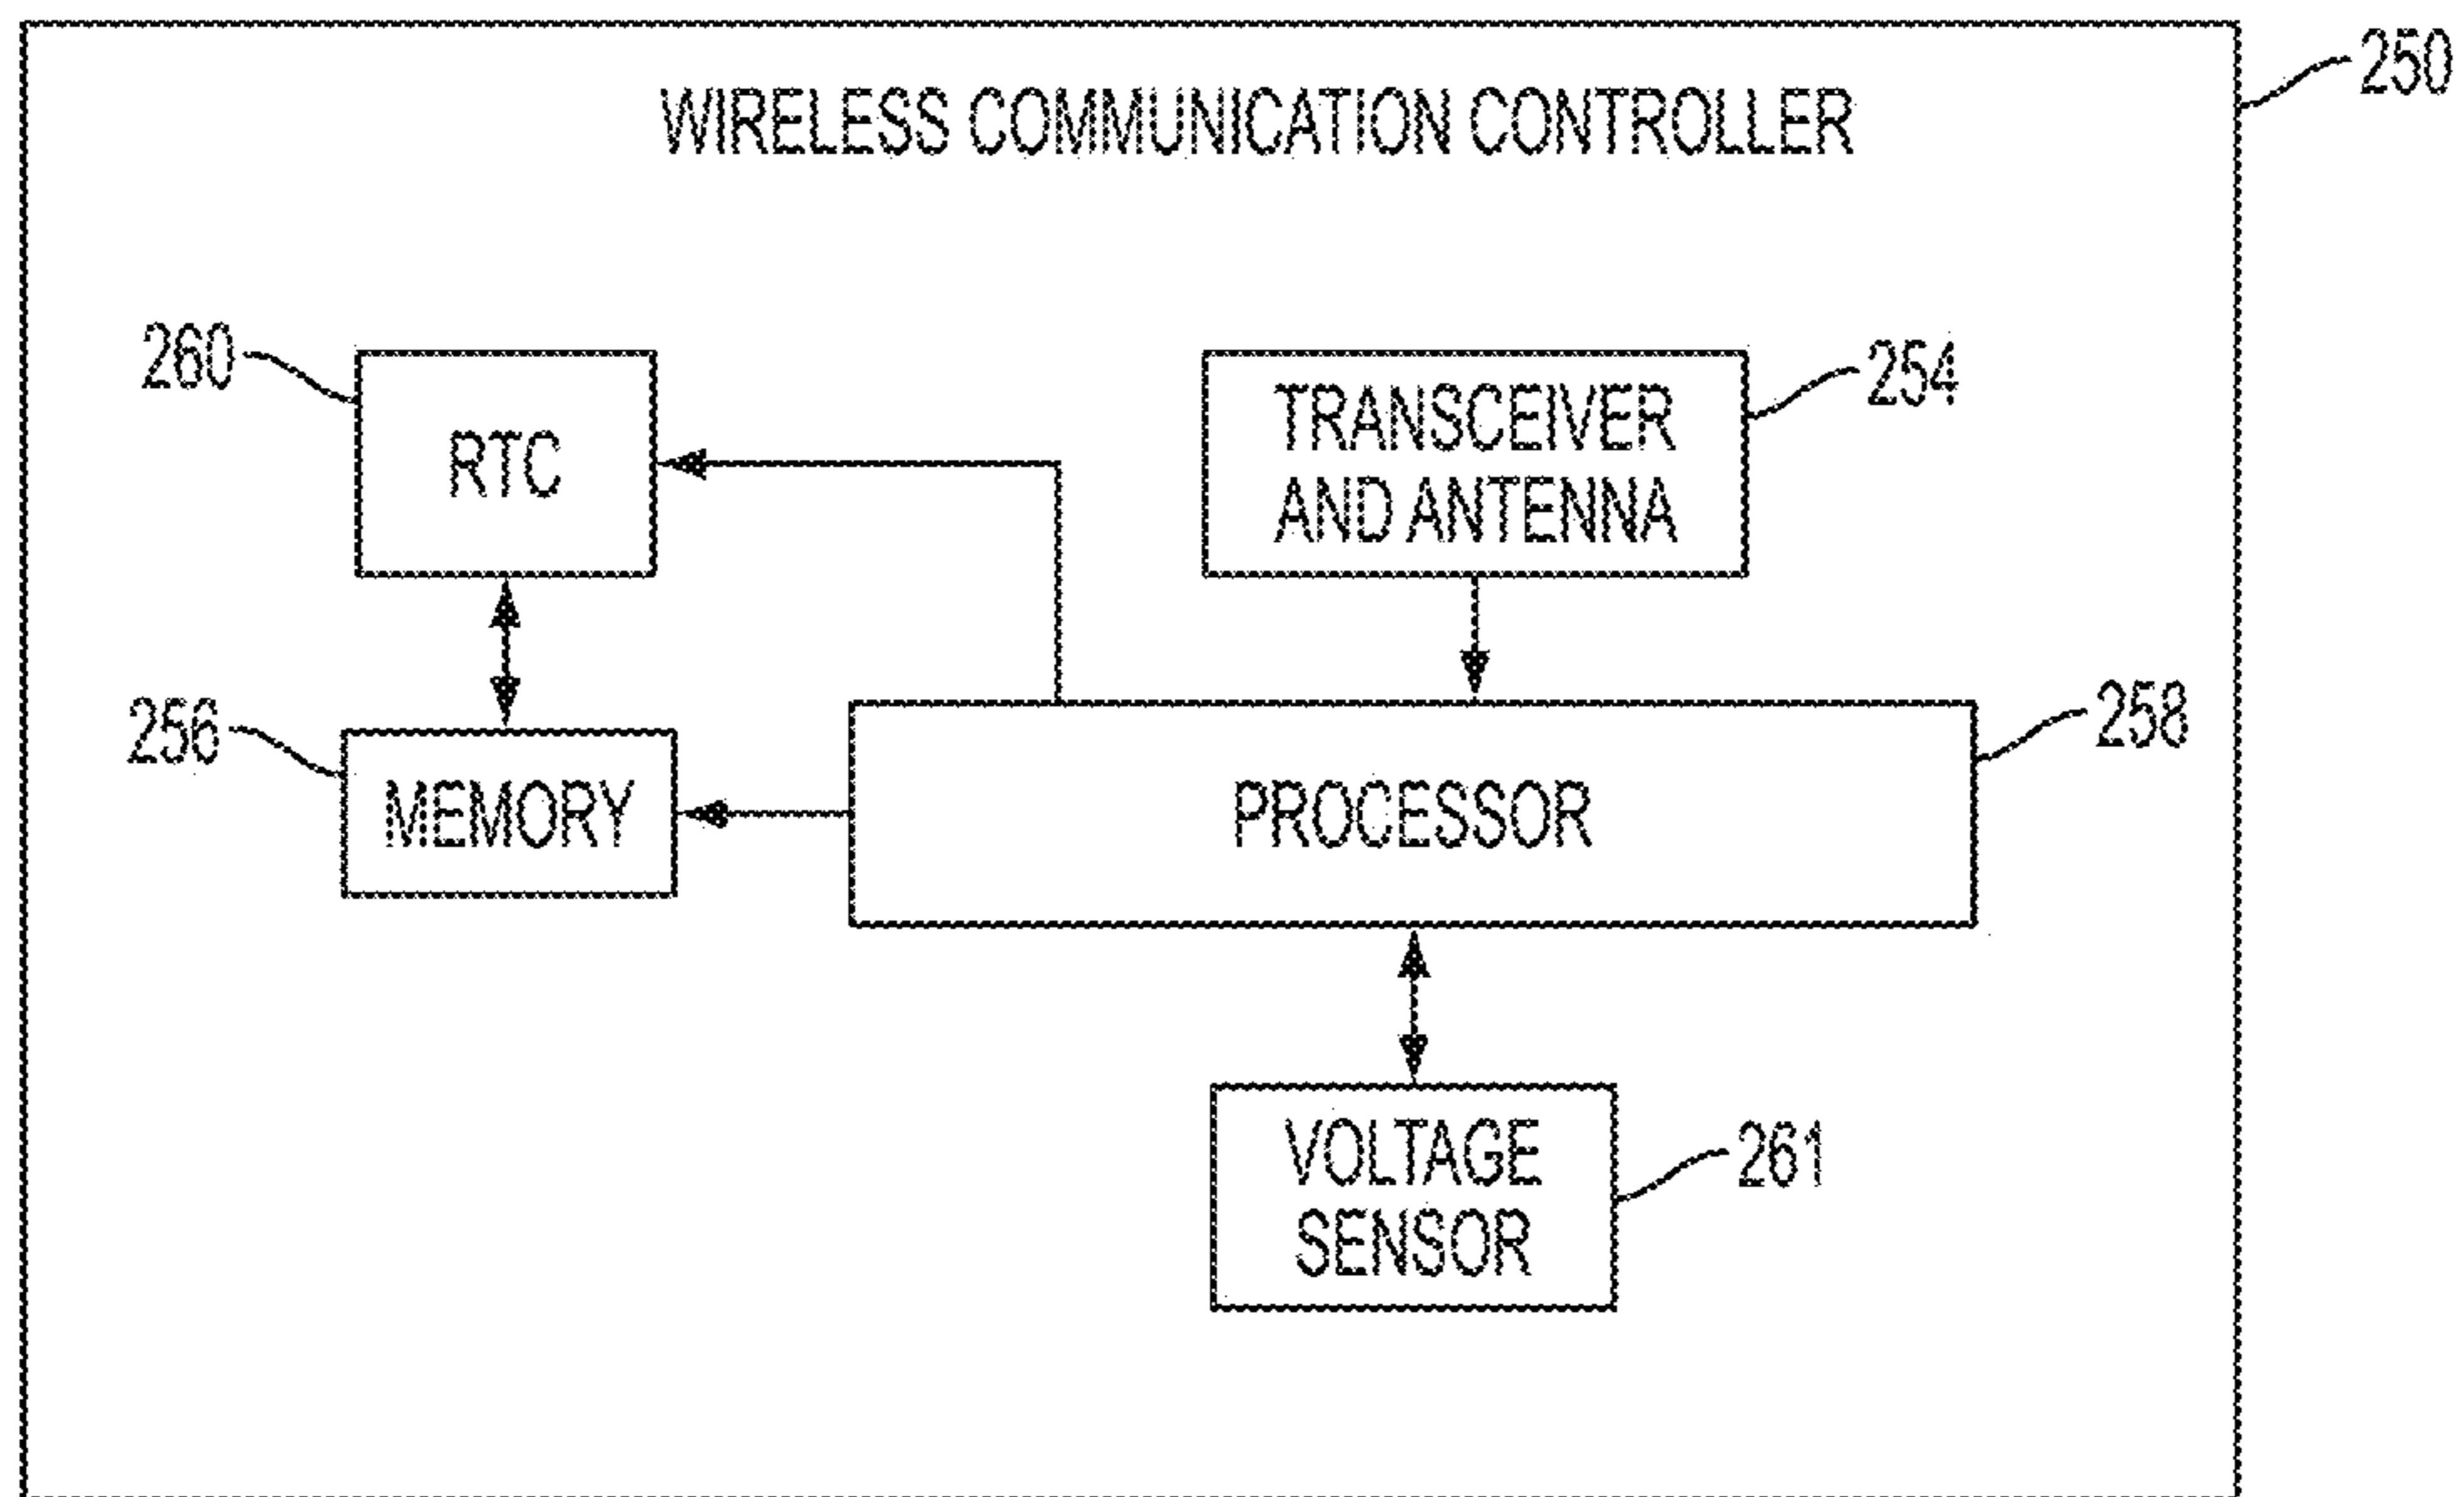 250
WIRELESS COMMUNICATION CONTROLLER
260
RTC
TRANSCEIVER
AND ANTENNA
254
256
MEMORY
PROCESSOR
258
VOLTAGE
SENSOR
261